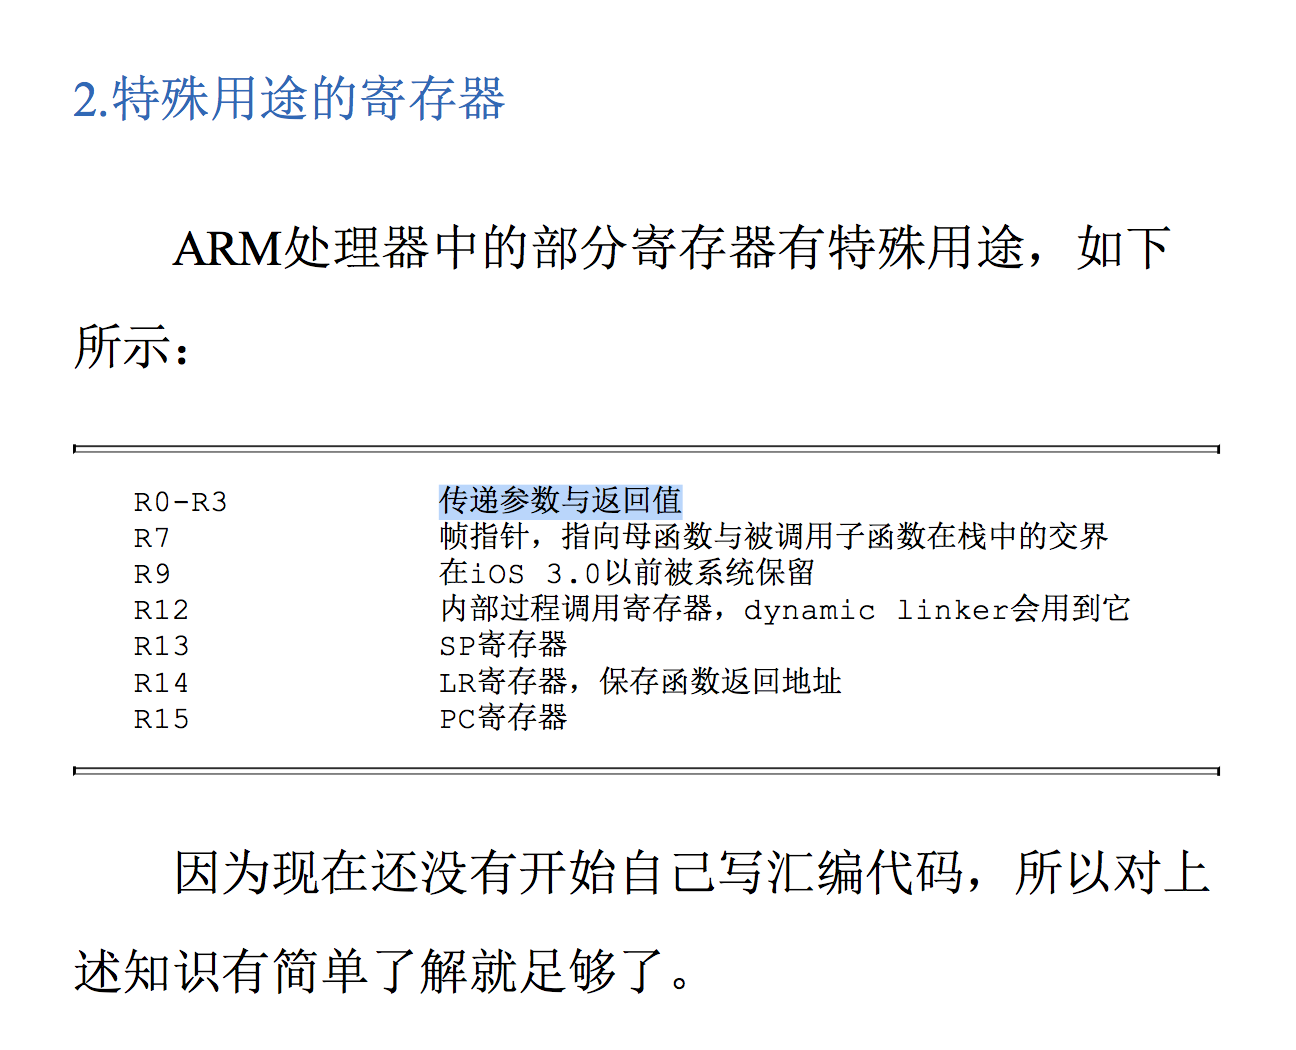 2.特殊用途的寄存器
ARM处理器中的部分寄存器有特殊用途，如下
所示：
R0-R3 传递参数与返回值
R7 帧指针，指向母函数与被调用子函数在栈中的交界
R9 在iOS 3.0以前被系统保留
R12 内部过程调用寄存器，dynamic linker会用到它
R13 SP寄存器
R14 LR寄存器，保存函数返回地址
R15 PC寄存器
因为现在还没有开始自己写汇编代码，所以对上
述知识有简单了解就足够了。